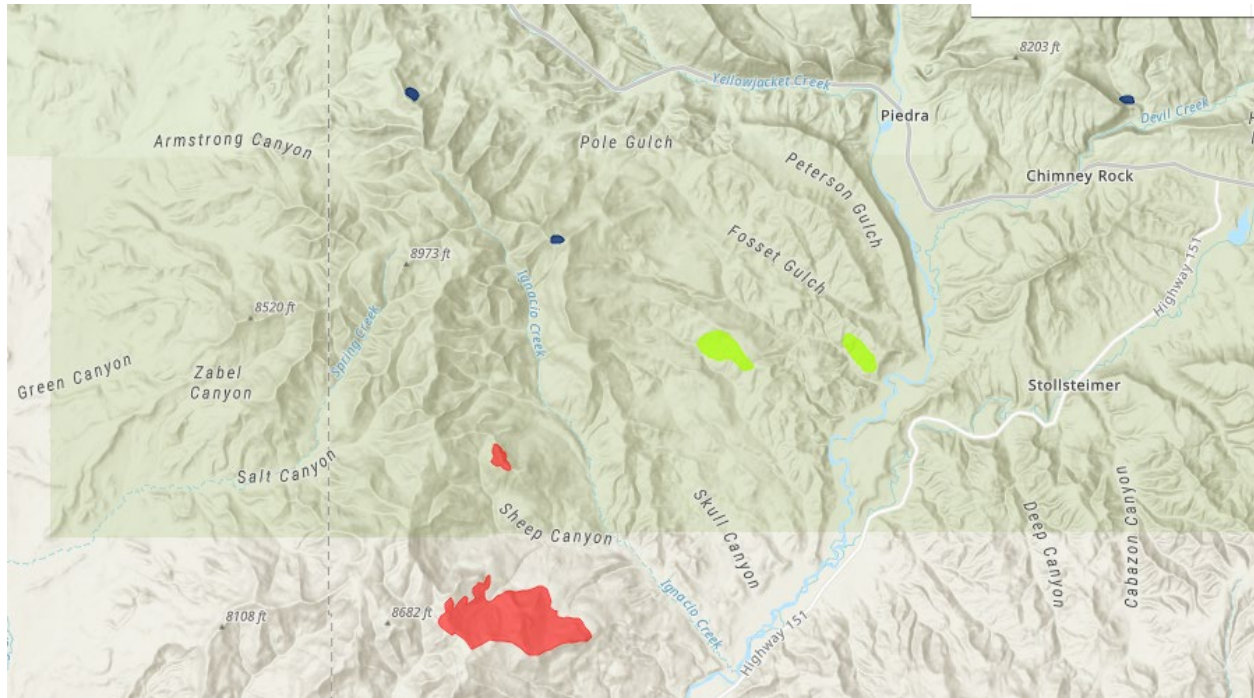 8203 ft
Yellowjacket Creek
Devil Creek
Piedra
Armstrong Canyon
Pole Gulch
Peterson Gulch
Chimney Rock
Fosset Gulch
8973 ft
Ignacio Creek
Highway 151
8520 ft
Spring Creek
Green Canyon
Zabel
Canyon
Stollsteimer
Salt Canyon
Sheep Canyon
Skull Canyon
Deep Canyon
Cabazon Canyon
Ignacio Creek
8108 ft
8682 ft
Highway 151